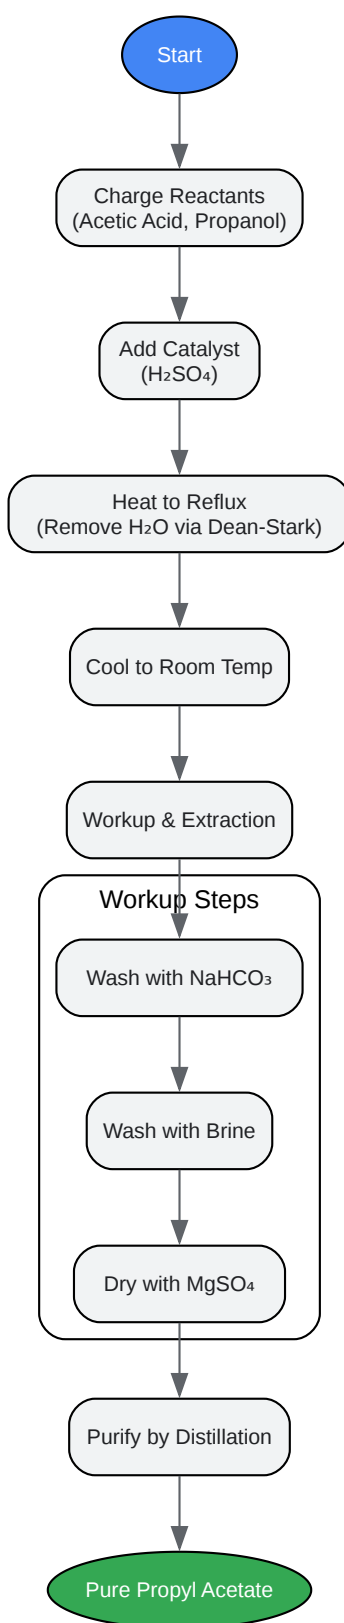 Start
Charge Reactants
(Acetic Acid, Propanol)
Add Catalyst
(H₂SO₄)
Heat to Reflux
(Remove H₂O via Dean-Stark)
Cool to Room Temp
Workup & Extraction
Workup Steps
Wash with NaHCO₃
Wash with Brine
Dry with MgSO₄
Purify by Distillation
Pure Propyl Acetate